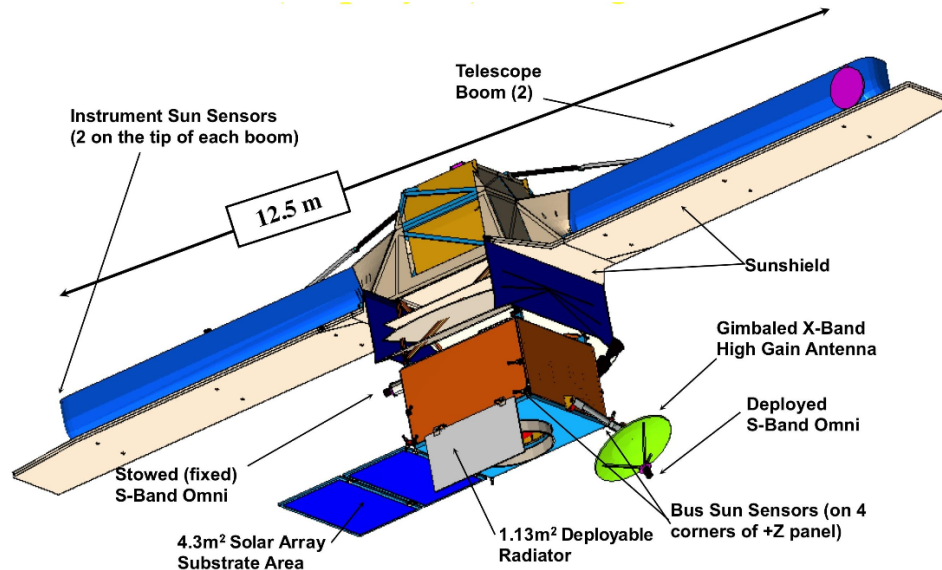 Telescope
Boom (2)
Instrument Sun Sensors
(2 on the tip of each boom)
12.5 m
Sunshield
Gimbaled X-Band
High Gain Antenna
Deployed
S-Band Omni
Stowed (fixed)
S-Band Omni
Bus Sun Sensors (on 4
corners of +Z panel)
4.3m² Solar Array
Substrate Area
1.13m² Deployable
Radiator